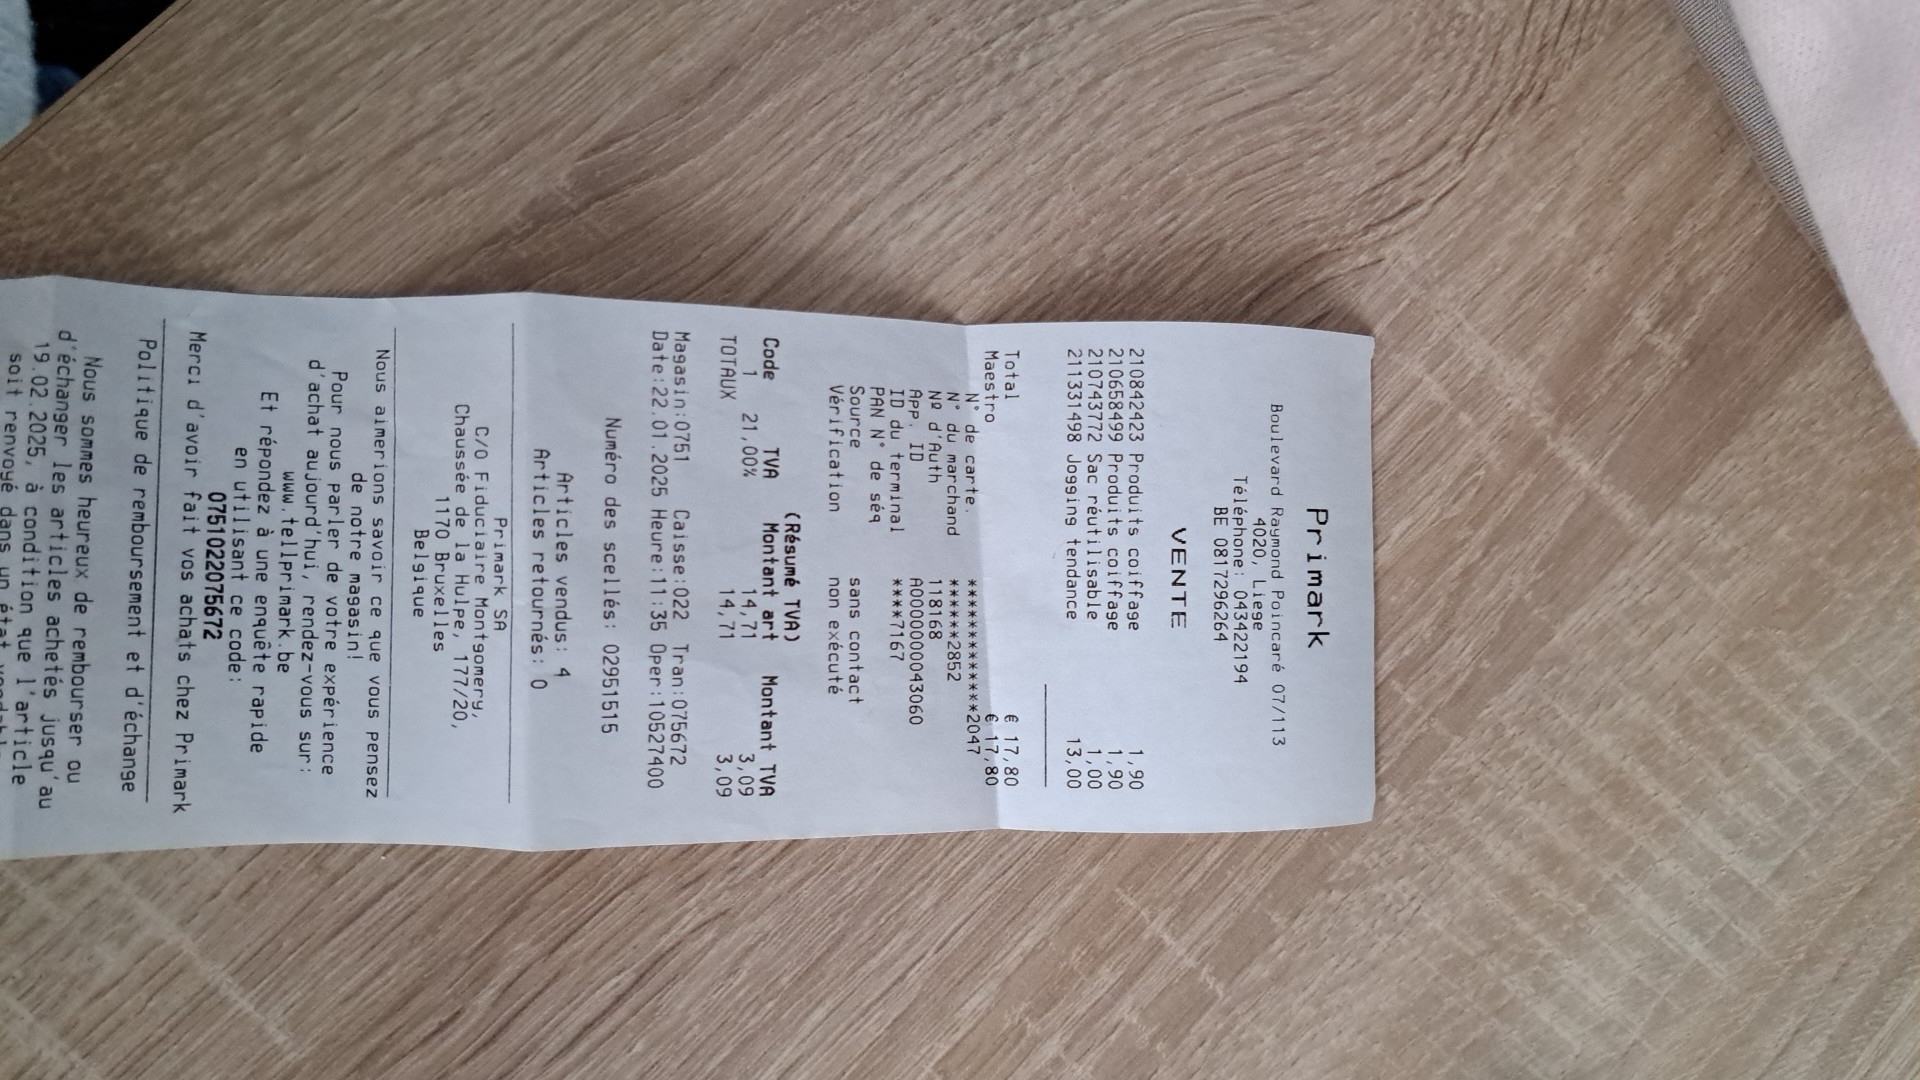 Primark
Boulevard Raymond Poincaré 07/113
4020, Liege
Téléphone: 043422194
BE 0817296264
VENTE
210842423 Produits coiffage 1,90
210658499 Produits coiffage 1,90
210743772 Sac réutilisable 1,00
211331498 Jogging tendance 13,00
Total € 17,80
Maestro € 17,80
N° de carte. ***************2047
N° du marchand ******2852
Nº d'Auth 118168
App. ID A0000000043060
ID du terminal ****7167
PAN N° de séq
Source sans contact
Vérification non exécuté
(Résumé TVA)
Code TVA Montant art Montant TVA
1 21,00% 14,71 3,09
TOTAUX 14,71 3,09
Magasin:0751 Caisse:022 Tran:075672
Date:22.01.2025 Heure:11:35 Oper:10527400
Numéro des scellés: 02951515
Articles vendus: 4
Articles retournés: 0
Primark SA
C/O Fiduciaire Montgomery,
Chaussée de la Hulpe, 177/20,
1170 Bruxelles
Belgique
Nous aimerions savoir ce que vous pensez
de notre magasin!
Pour nous parler de votre expérience
d'achat aujourd'hui, rendez-vous sur:
www.tellprimark.be
Et répondez à une enquête rapide
en utilisant ce code:
0751022075672
Merci d'avoir fait vos achats chez Primark
Politique de remboursement et d'échange
Nous sommes heureux de rembourser ou
d'échanger les articles achetés jusqu'au
19.02.2025, à condition que l'article
soit renvoyé dans un état